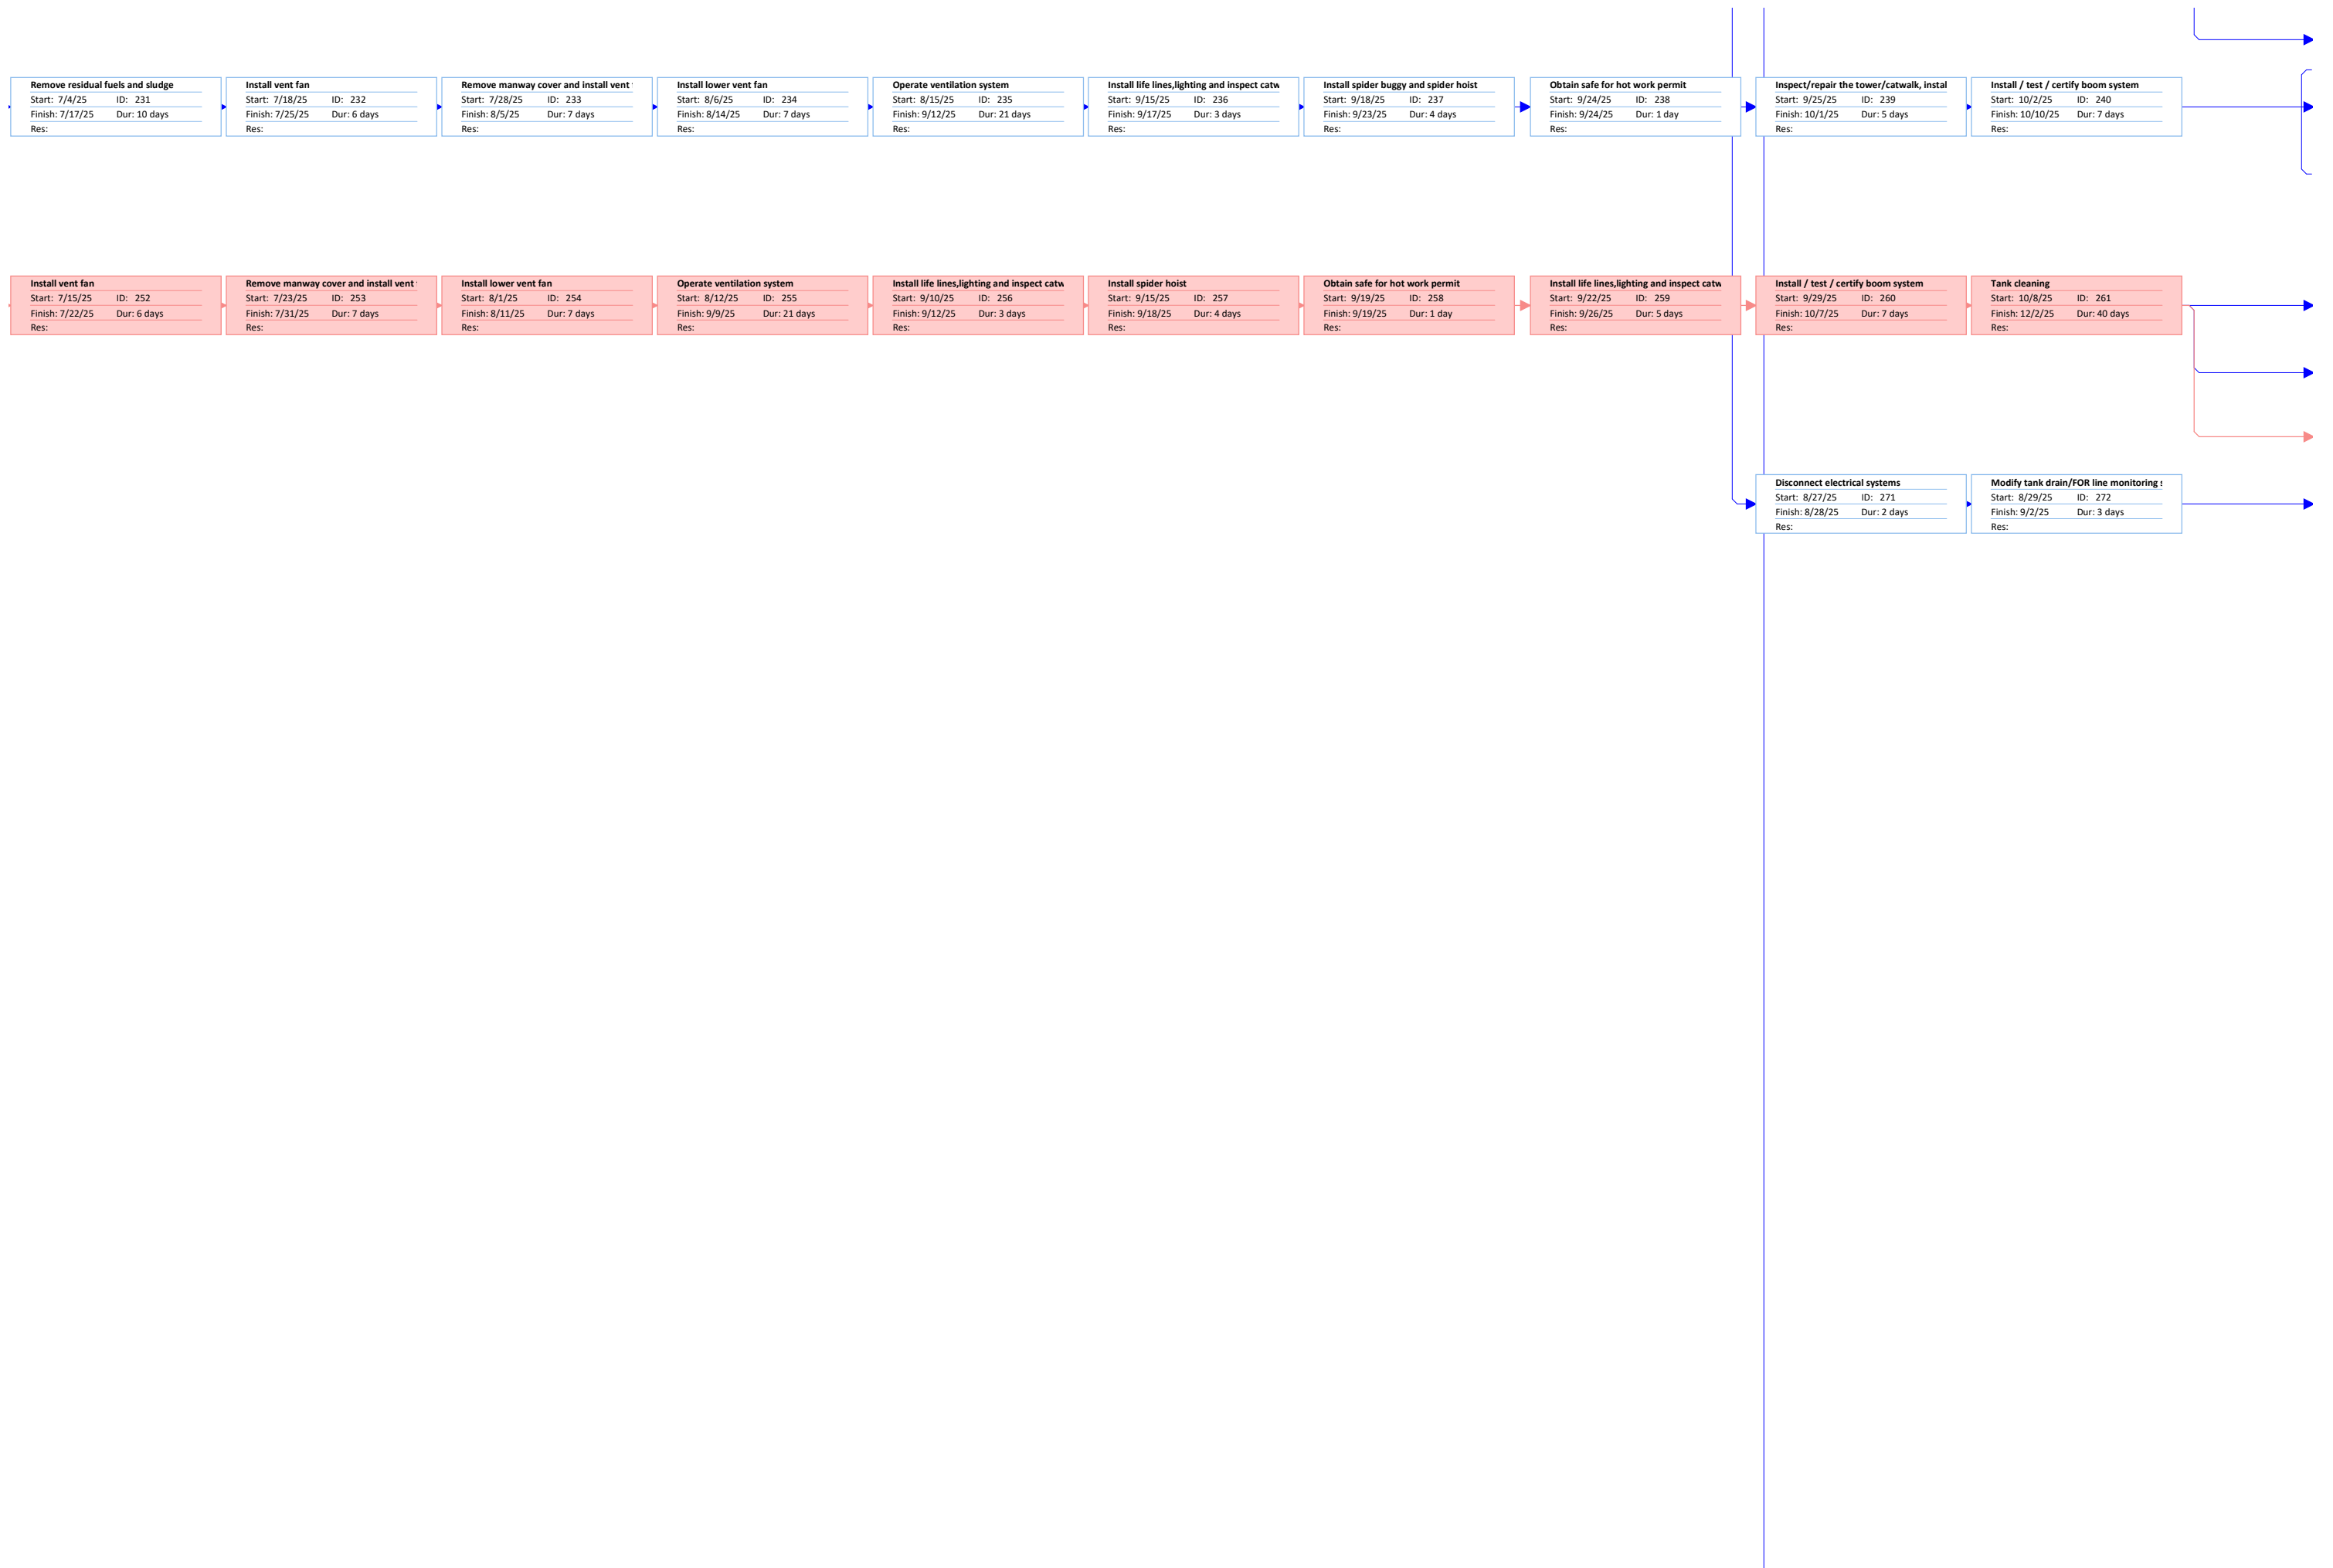 Remove residual fuels and sludge
Start: 7/4/25 ID: 231
Finish: 7/17/25 Dur: 10 days
Res:
Install vent fan
Start: 7/18/25 ID: 232
Finish: 7/25/25 Dur: 6 days
Res:
Remove manway cover and install vent
Start: 7/28/25 ID: 233
Finish: 8/5/25 Dur: 7 days
Res:
Install lower vent fan
Start: 8/6/25 ID: 234
Finish: 8/14/25 Dur: 7 days
Res:
Operate ventilation system
Start: 8/15/25 ID: 235
Finish: 9/12/25 Dur: 21 days
Res:
Install life lines,lighting and inspect catw
Start: 9/15/25 ID: 236
Finish: 9/17/25 Dur: 3 days
Res:
Install spider buggy and spider hoist
Start: 9/18/25 ID: 237
Finish: 9/23/25 Dur: 4 days
Res:
Obtain safe for hot work permit
Start: 9/24/25 ID: 238
Finish: 9/24/25 Dur: 1 day
Res:
Inspect/repair the tower/catwalk, instal
Start: 9/25/25 ID: 239
Finish: 10/1/25 Dur: 5 days
Res:
Install / test / certify boom system
Start: 10/2/25 ID: 240
Finish: 10/10/25 Dur: 7 days
Res:
Install vent fan
Start: 7/15/25 ID: 252
Finish: 7/22/25 Dur: 6 days
Res:
Remove manway cover and install vent
Start: 7/23/25 ID: 253
Finish: 7/31/25 Dur: 7 days
Res:
Install lower vent fan
Start: 8/1/25 ID: 254
Finish: 8/11/25 Dur: 7 days
Res:
Operate ventilation system
Start: 8/12/25 ID: 255
Finish: 9/9/25 Dur: 21 days
Res:
Install life lines,lighting and inspect catw
Start: 9/10/25 ID: 256
Finish: 9/12/25 Dur: 3 days
Res:
Install spider hoist
Start: 9/15/25 ID: 257
Finish: 9/18/25 Dur: 4 days
Res:
Obtain safe for hot work permit
Start: 9/19/25 ID: 258
Finish: 9/19/25 Dur: 1 day
Res:
Install life lines,lighting and inspect catw
Start: 9/22/25 ID: 259
Finish: 9/26/25 Dur: 5 days
Res:
Install / test / certify boom system
Start: 9/29/25 ID: 260
Finish: 10/7/25 Dur: 7 days
Res:
Tank cleaning
Start: 10/8/25 ID: 261
Finish: 12/2/25 Dur: 40 days
Res:
Disconnect electrical systems
Start: 8/27/25 ID: 271
Finish: 8/28/25 Dur: 2 days
Res:
Modify tank drain/FOR line monitoring
Start: 8/29/25 ID: 272
Finish: 9/2/25 Dur: 3 days
Res: